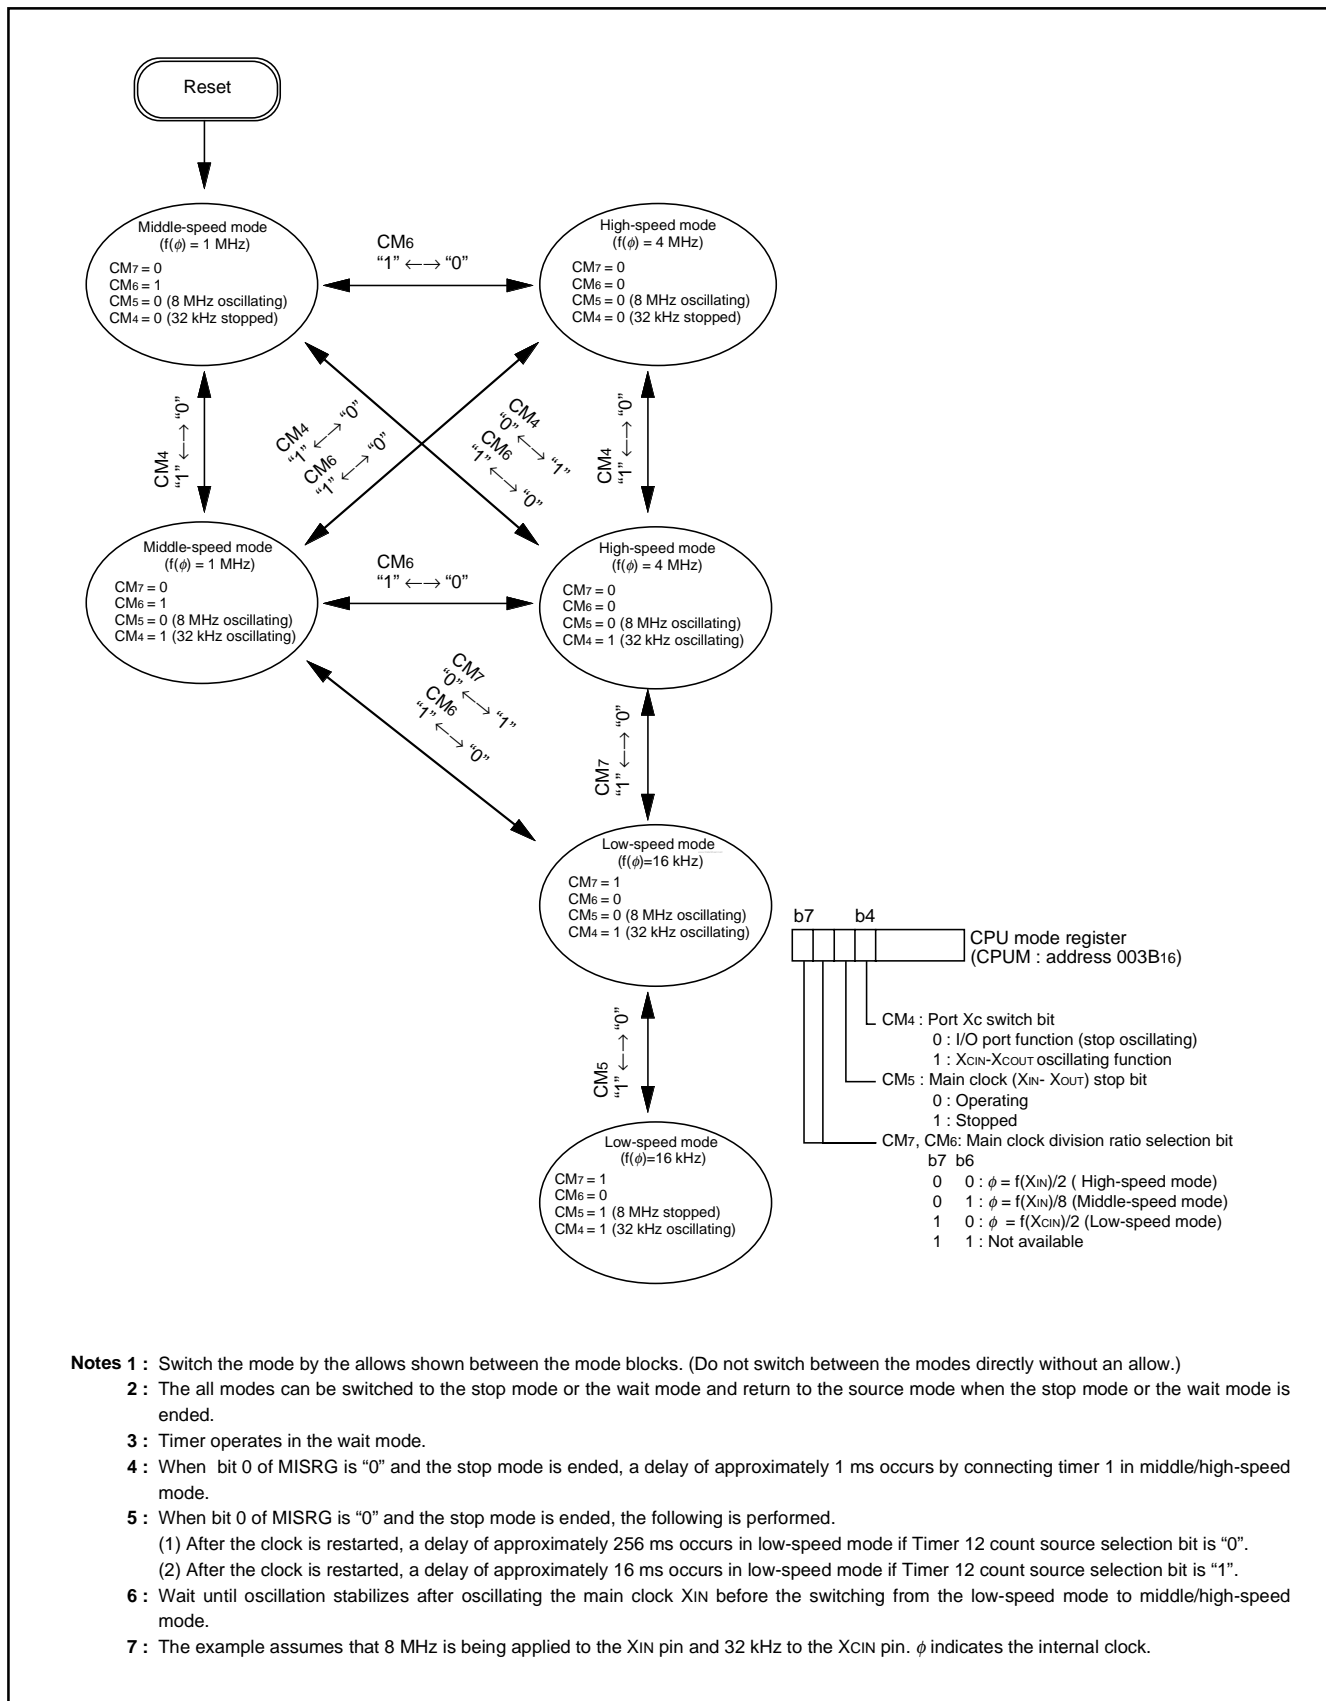 Reset
Middle-speed mode
(f(ϕ) = 1 MHz)
CM7 = 0
CM6 = 1
CM5 = 0 (8 MHz oscillating)
CM4 = 0 (32 kHz stopped)
CM6
“1” ←→ “0”
High-speed mode
(f(ϕ) = 4 MHz)
CM7 = 0
CM6 = 0
CM5 = 0 (8 MHz oscillating)
CM4 = 0 (32 kHz stopped)
CM4
“1” ←→ “0”
CM4
“1” ←→ “0”
CM6
“1” ←→ “0”
CM4
“0” ←→ “1”
CM6
“1” ←→ “0”
CM4
“1” ←→ “0”
Middle-speed mode
(f(ϕ) = 1 MHz)
CM7 = 0
CM6 = 1
CM5 = 0 (8 MHz oscillating)
CM4 = 1 (32 kHz oscillating)
CM6
“1” ←→ “0”
High-speed mode
(f(ϕ) = 4 MHz)
CM7 = 0
CM6 = 0
CM5 = 0 (8 MHz oscillating)
CM4 = 1 (32 kHz oscillating)
CM7
“0” ←→ “1”
CM6
“1” ←→ “0”
CM7
“1” ←→ “0”
Low-speed mode
(f(ϕ)=16 kHz)
CM7 = 1
CM6 = 0
CM5 = 0 (8 MHz oscillating)
CM4 = 1 (32 kHz oscillating)
CM5
“1” ←→ “0”
Low-speed mode
(f(ϕ)=16 kHz)
CM7 = 1
CM6 = 0
CM5 = 1 (8 MHz stopped)
CM4 = 1 (32 kHz oscillating)
b7 b4
CPU mode register
(CPUM : address 003B16)
CM4 : Port Xc switch bit
0 : I/O port function (stop oscillating)
1 : XCIN-XCOUT oscillating function
CM5 : Main clock (XIN- XOUT) stop bit
0 : Operating
1 : Stopped
CM7, CM6: Main clock division ratio selection bit
b7 b6
0 0 : ϕ = f(XIN)/2 ( High-speed mode)
0 1 : ϕ = f(XIN)/8 (Middle-speed mode)
1 0 : ϕ = f(XCIN)/2 (Low-speed mode)
1 1 : Not available
Notes 1 : Switch the mode by the allows shown between the mode blocks. (Do not switch between the modes directly without an allow.)
2 : The all modes can be switched to the stop mode or the wait mode and return to the source mode when the stop mode or the wait mode is
ended.
3 : Timer operates in the wait mode.
4 : When bit 0 of MISRG is “0” and the stop mode is ended, a delay of approximately 1 ms occurs by connecting timer 1 in middle/high-speed
mode.
5 : When bit 0 of MISRG is “0” and the stop mode is ended, the following is performed.
(1) After the clock is restarted, a delay of approximately 256 ms occurs in low-speed mode if Timer 12 count source selection bit is “0”.
(2) After the clock is restarted, a delay of approximately 16 ms occurs in low-speed mode if Timer 12 count source selection bit is “1”.
6 : Wait until oscillation stabilizes after oscillating the main clock XIN before the switching from the low-speed mode to middle/high-speed
mode.
7 : The example assumes that 8 MHz is being applied to the XIN pin and 32 kHz to the XCIN pin. ϕ indicates the internal clock.